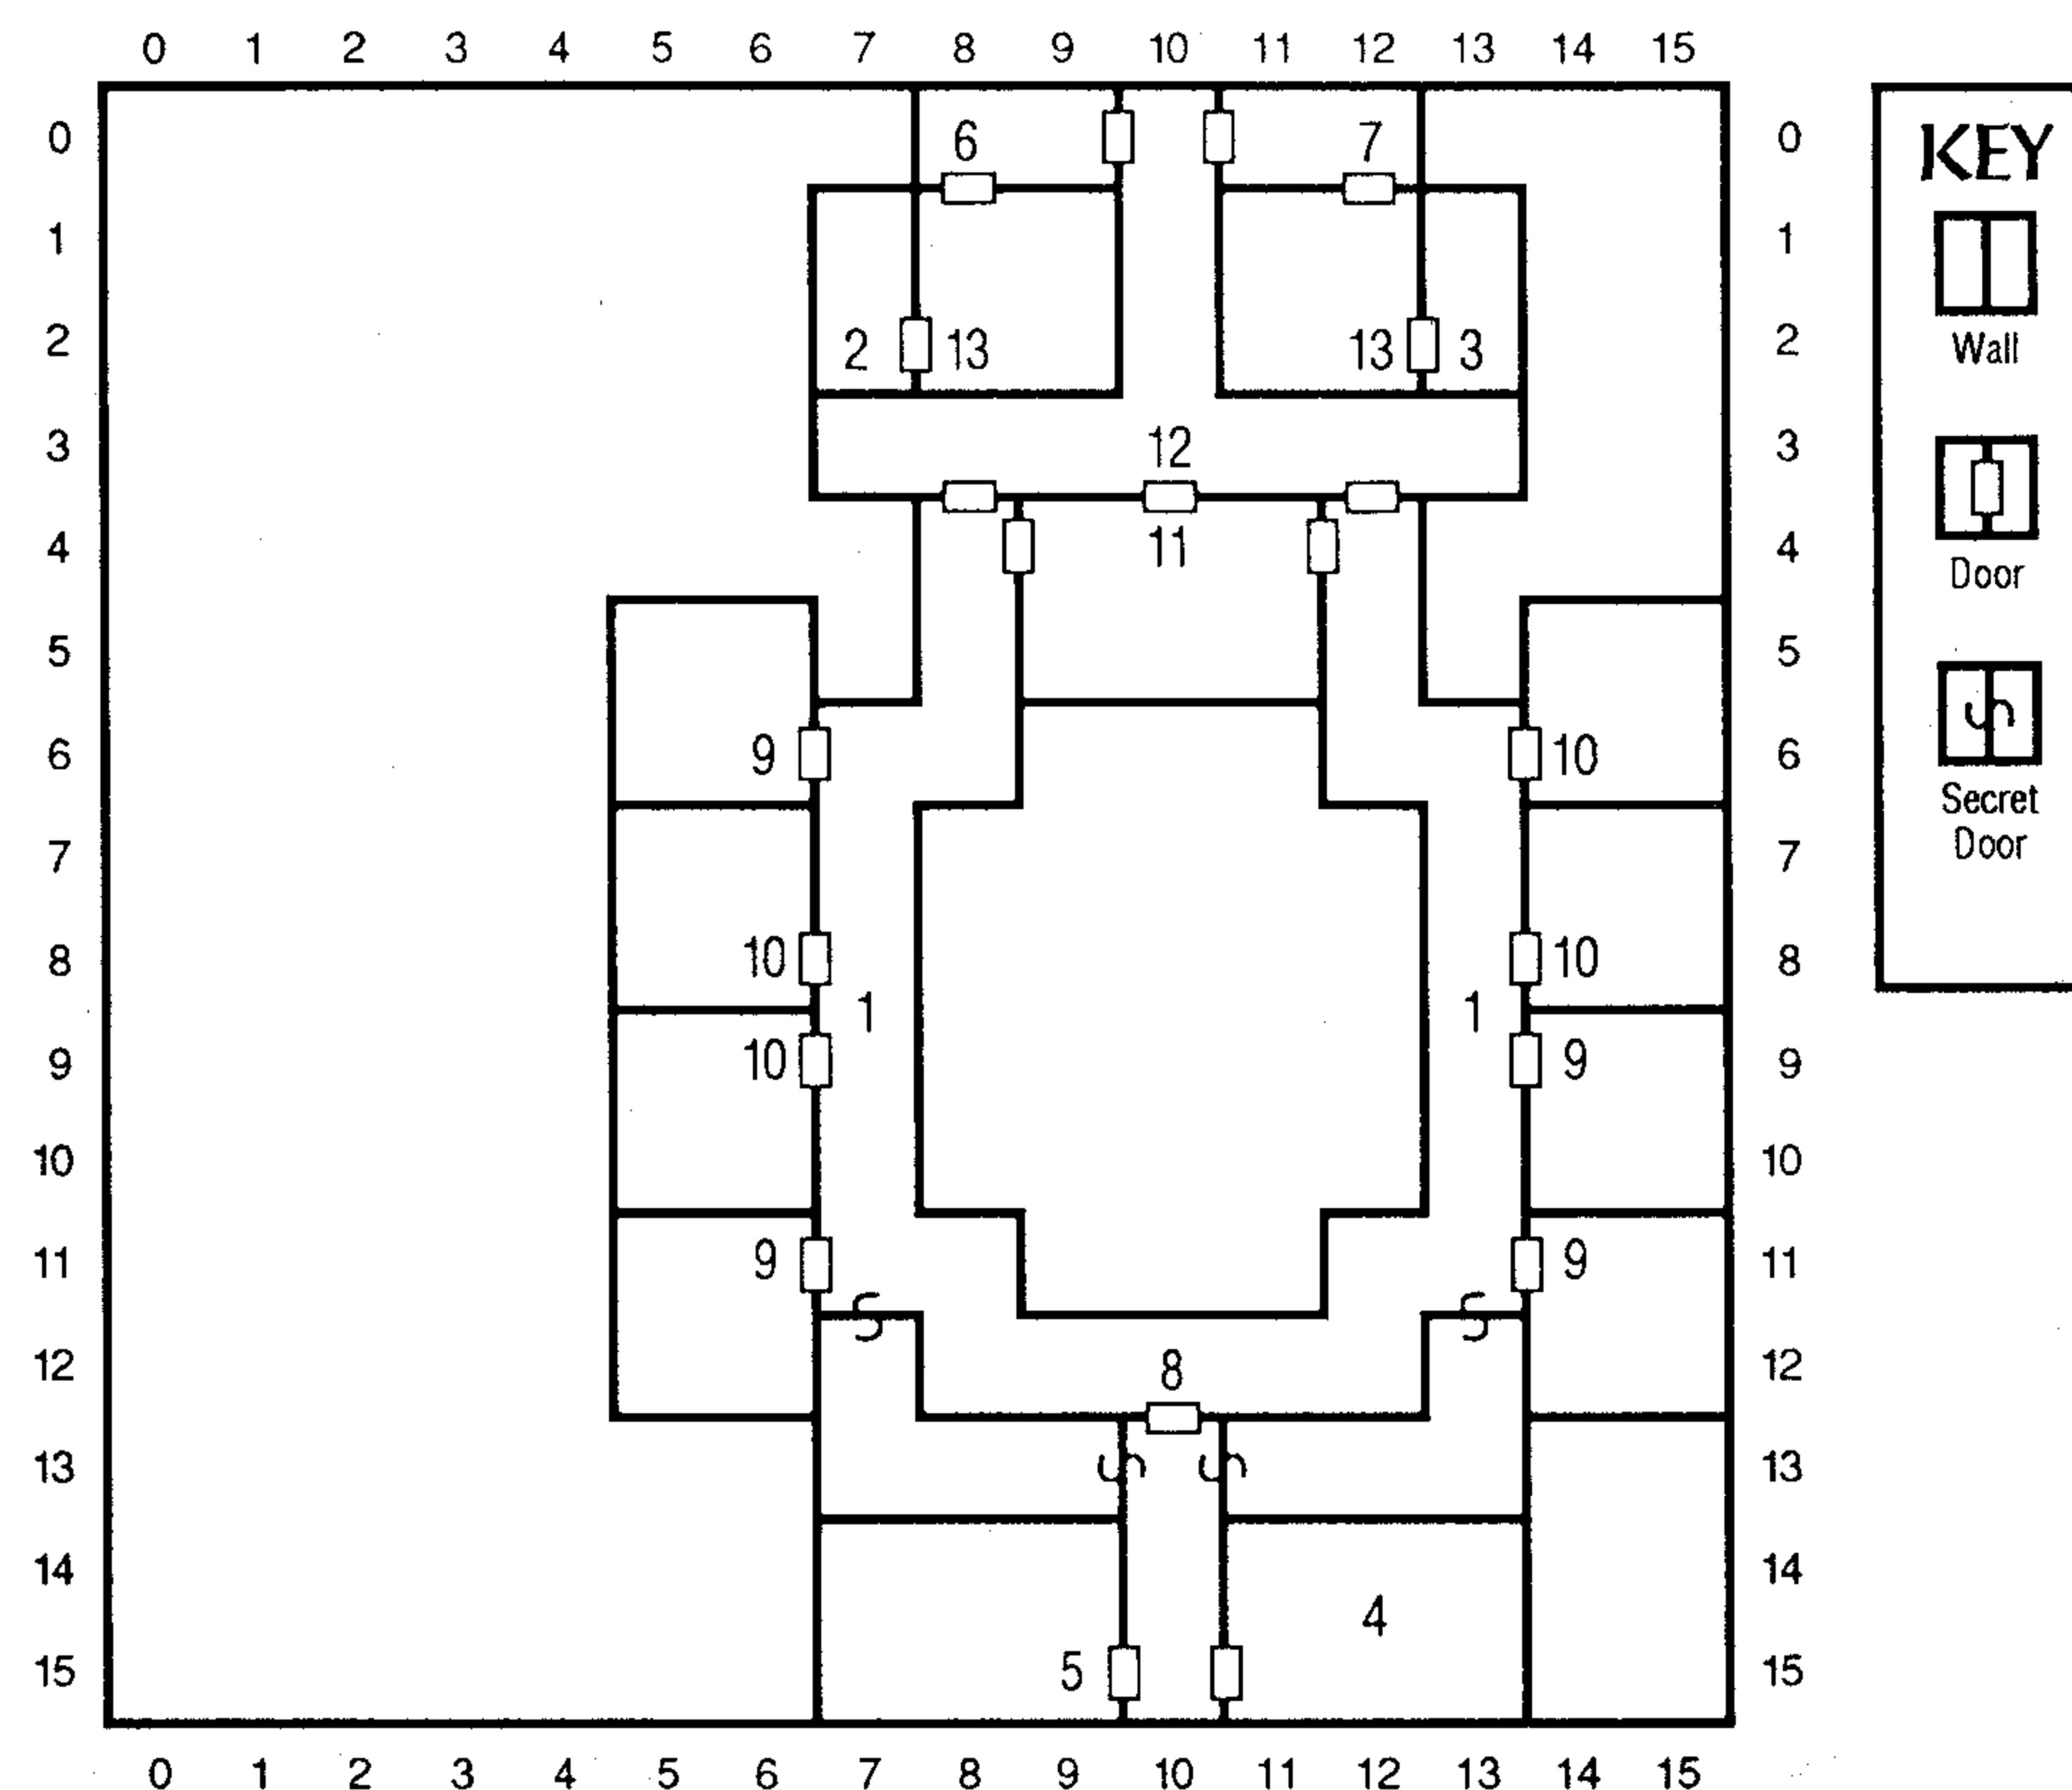 0 1 2 3 4 5 6 7 8 9 10 11 12 13 14 15
0 6 7 0
1 1
2 2 13 13 3 2
3 12 3
4 11 4
5 5
6 9 10 6
7 7
8 10 10 8
1 1
9 10 9 9
10 10
11 9 9 11
S S
12 8 12
13 S S 13
14 14
4
15 5 15
0 1 2 3 4 5 6 7 8 9 10 11 12 13 14 15
KEY
Wall
Door
S
Secret
Door